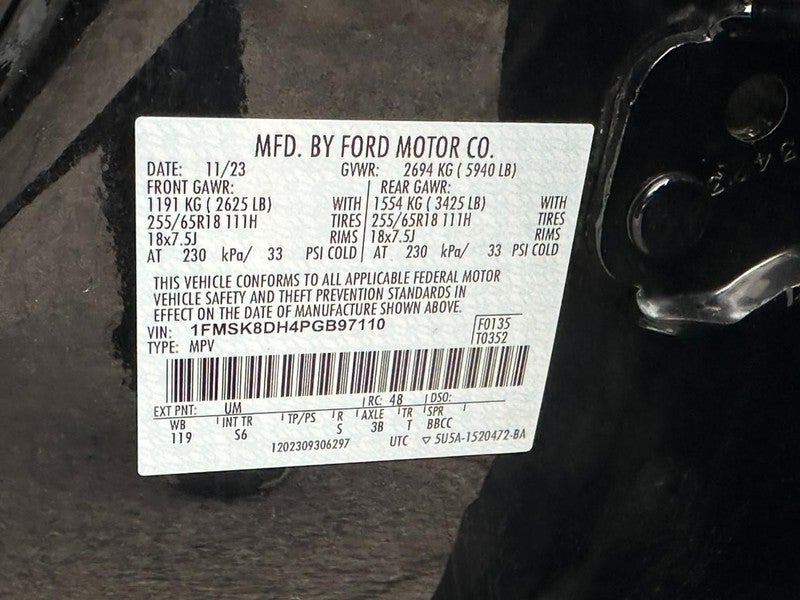 MFD. BY FORD MOTOR CO.
DATE: 11/23 GVWR: 2694 KG ( 5940 LB)
FRONT GAWR: REAR GAWR:
1191 KG ( 2625 LB) WITH 1554 KG ( 3425 LB) WITH
255/65R18 111H TIRES 255/65R18 111H TIRES
18x7.5J RIMS 18x7.5J RIMS
AT 230 kPa/ 33 PSI COLD AT 230 kPa/ 33 PSI COLD
THIS VEHICLE CONFORMS TO ALL APPLICABLE FEDERAL MOTOR
VEHICLE SAFETY AND THEFT PREVENTION STANDARDS IN
EFFECT ON THE DATE OF MANUFACTURE SHOWN ABOVE.
VIN: 1FMSK8DH4PGB97110 F0135
TYPE: MPV T0352
EXT PNT: UM RC: 48 DSO:
WB INT TR TP/PS R AXLE TR SPR
119 S6 S 3B T BBCC
1202309306297 UTC ▽ 5U5A-1520472-BA